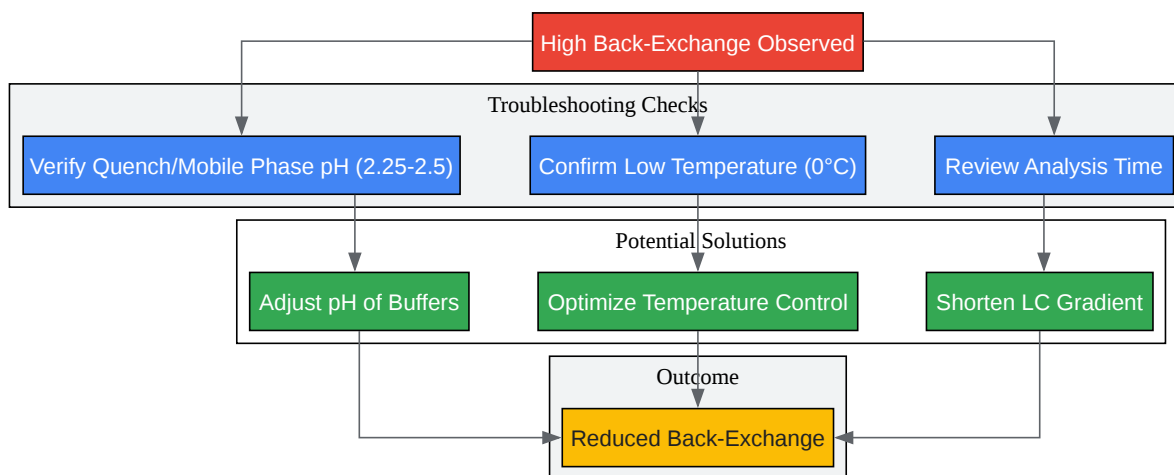 High Back-Exchange Observed
Troubleshooting Checks
Verify Quench/Mobile Phase pH (2.25-2.5)
Confirm Low Temperature (0°C)
Review Analysis Time
Potential Solutions
Adjust pH of Buffers
Optimize Temperature Control
Shorten LC Gradient
Outcome
Reduced Back-Exchange